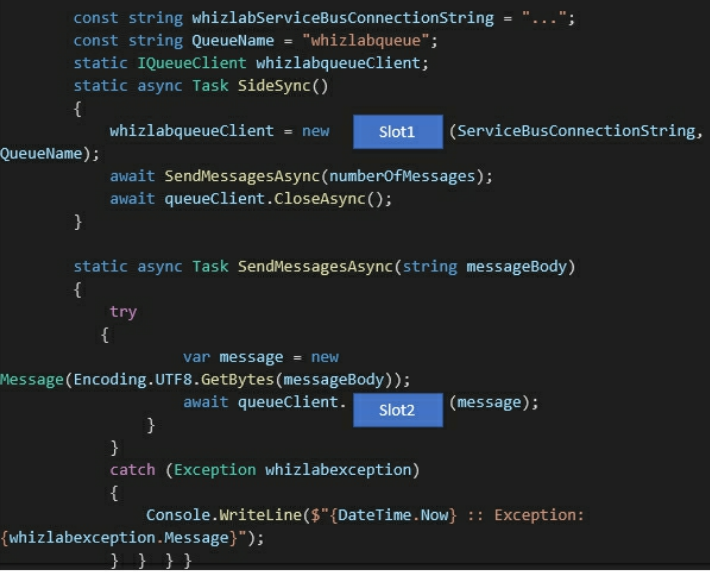 const string whizlabServiceBusConnectionString = "...";
const string QueueName = "whizlabqueue";
static IQueueClient whizlabqueueClient;
static async Task SideSync()
{
whizlabqueueClient = new Slot1 (ServiceBusConnectionString,
QueueName);
await SendMessagesAsync(numberOfMessages);
await queueClient.CloseAsync();
}
static async Task SendMessagesAsync(string messageBody)
{
try
{
var message = new
Message(Encoding.UTF8.GetBytes(messageBody));
await queueClient. Slot2 (message);
}
}
catch (Exception whizlabexception)
{
Console.WriteLine($"{DateTime.Now} :: Exception:
{whizlabexception.Message}");
} } } }